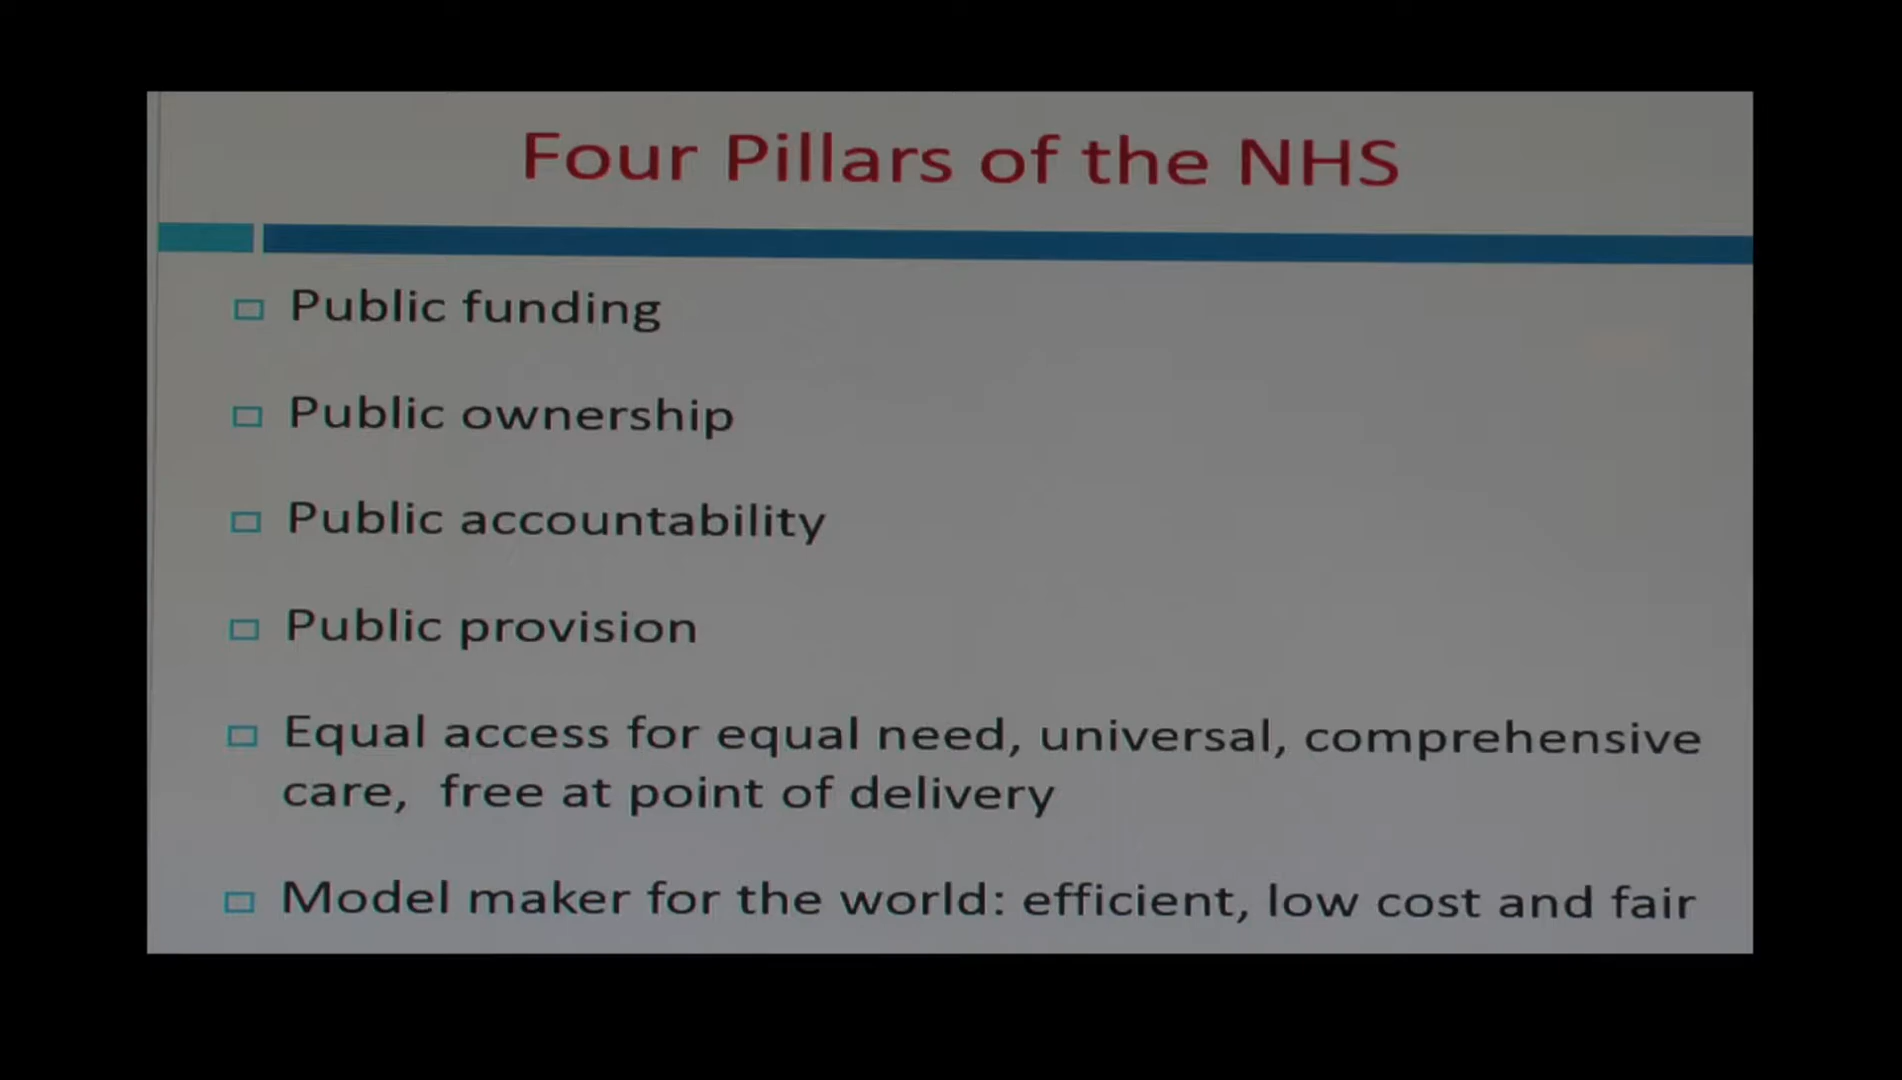 Four Pillars of the NHS
Public funding
Public ownership
Public accountability
Public provision
Equal access for equal need, universal, comprehensive
care, free at point of delivery
Model maker for the world: efficient, low cost and fair